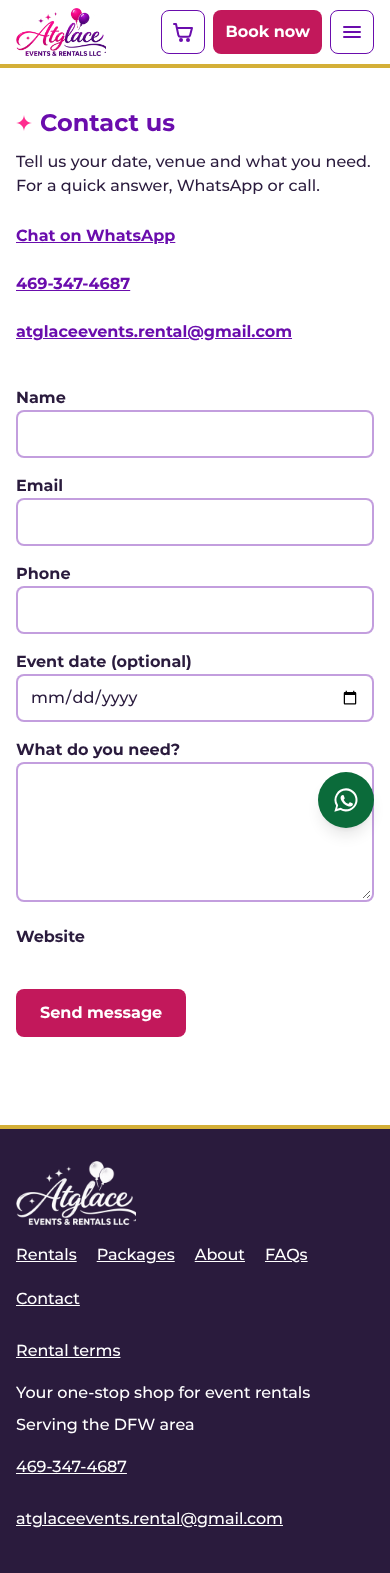 Atglace
EVENTS & RENTALS LLC
Book now
Contact us
Tell us your date, venue and what you need.
For a quick answer, WhatsApp or call.
Chat on WhatsApp
469-347-4687
atglaceevents.rental@gmail.com
Name
Email
Phone
Event date (optional)
mm/dd/yyyy
What do you need?
Website
Send message
Atglace
EVENTS & RENTALS LLC
Rentals Packages About FAQs
Contact
Rental terms
Your one-stop shop for event rentals
Serving the DFW area
469-347-4687
atglaceevents.rental@gmail.com